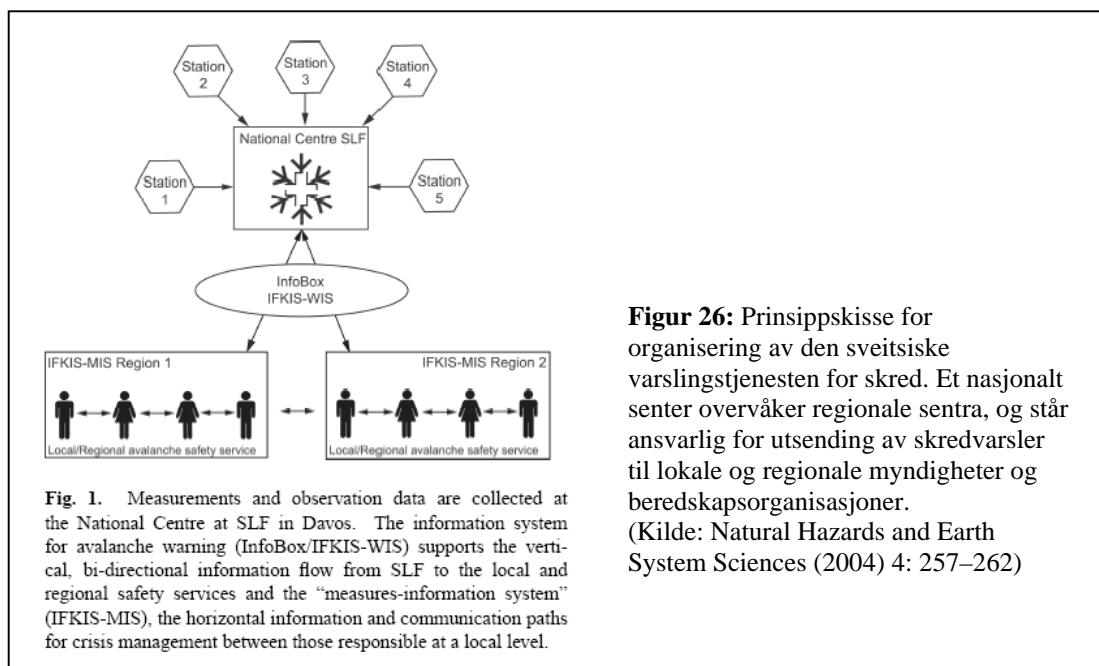 Station
2
Station
3
Station
4
National Centre SLF
Station
1
Station
5
InfoBox
IFKIS-WIS
IFKIS-MIS Region 1
Local/Regional avalanche safety service
IFKIS-MIS Region 2
Local/Regional avalanche safety service
Fig. 1. Measurements and observation data are collected at
the National Centre at SLF in Davos. The information system
for avalanche warning (InfoBox/IFKIS-WIS) supports the verti-
cal, bi-directional information flow from SLF to the local and
regional safety services and the “measures-information system”
(IFKIS-MIS), the horizontal information and communication paths
for crisis management between those responsible at a local level.
Figur 26: Prinsippskisse for
organisering av den sveitsiske
varslingstjenesten for skred. Et nasjonalt
senter overvåker regionale sentra, og står
ansvarlig for utsending av skredvarsler
til lokale og regionale myndigheter og
beredskapsorganisasjoner.
(Kilde: Natural Hazards and Earth
System Sciences (2004) 4: 257–262)